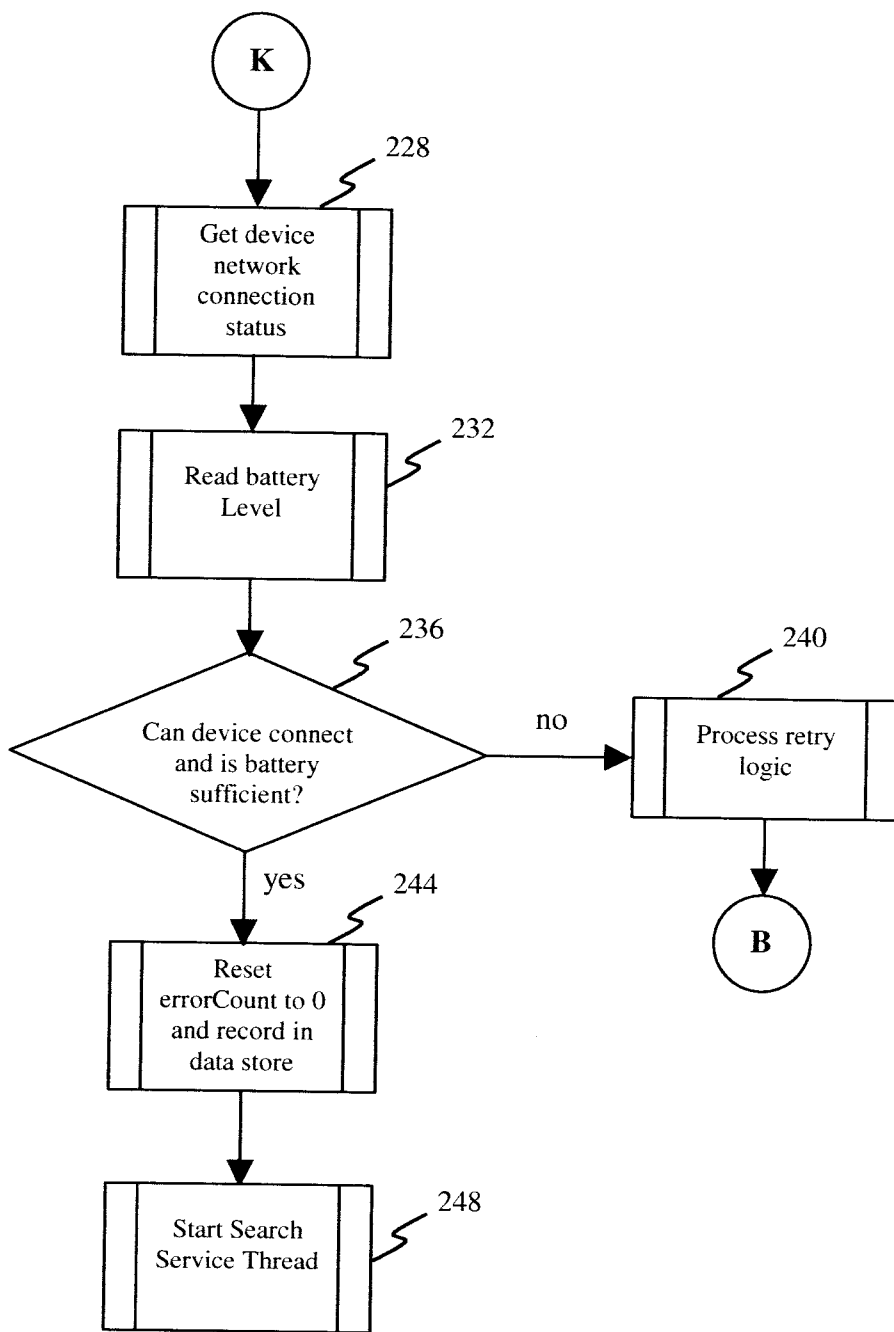 K
228
Get device
network
connection
status
232
Read battery
Level
236
Can device connect
and is battery
sufficient?
no
240
Process retry
logic
B
yes
244
Reset
errorCount to 0
and record in
data store
248
Start Search
Service Thread